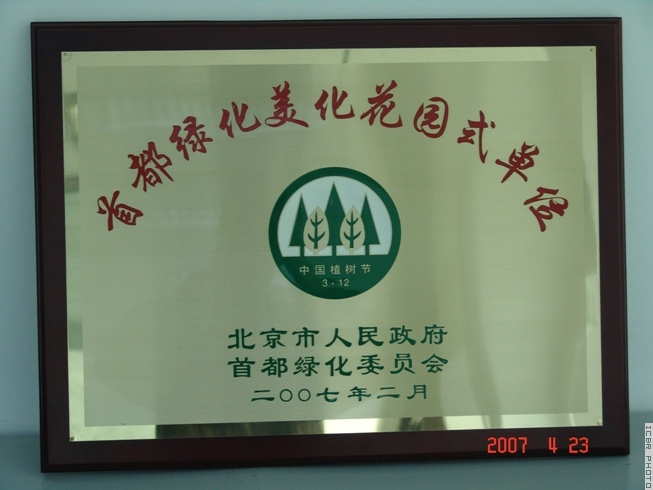 首都绿化美化花园式单位
中国植树节
3·12
北京市人民政府
首都绿化委员会
二〇〇七年二月
2007 4 23
ICBR PHOTO